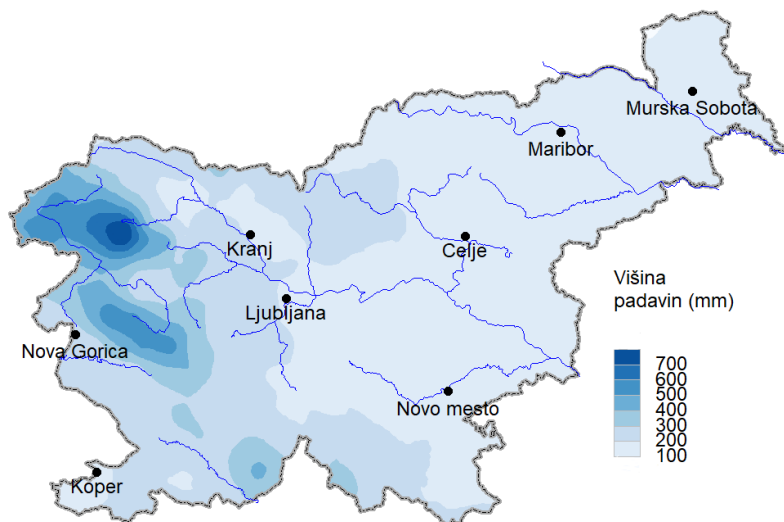 Murska Sobota
Maribor
Kranj
Celje
Višina
padavin (mm)
Ljubljana
Nova Gorica
700
600
500
400
300
200
100
Novo mesto
Koper